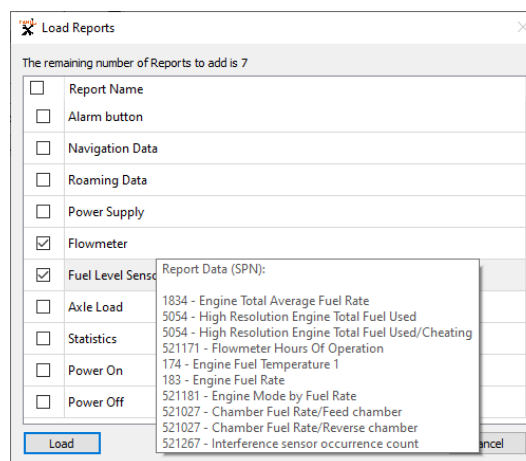 Load Reports
The remaining number of Reports to add is 7
Report Name
Alarm button
Navigation Data
Roaming Data
Power Supply
Flowmeter
Fuel Level Senso
Axle Load
Statistics
Power On
Power Off
Report Data (SPN):
1834 - Engine Total Average Fuel Rate
5054 - High Resolution Engine Total Fuel Used
5054 - High Resolution Engine Total Fuel Used/Cheating
521171 - Flowmeter Hours Of Operation
174 - Engine Fuel Temperature 1
183 - Engine Fuel Rate
521181 - Engine Mode by Fuel Rate
521027 - Chamber Fuel Rate/Feed chamber
521027 - Chamber Fuel Rate/Reverse chamber
521267 - Interference sensor occurrence count
Load
ancel